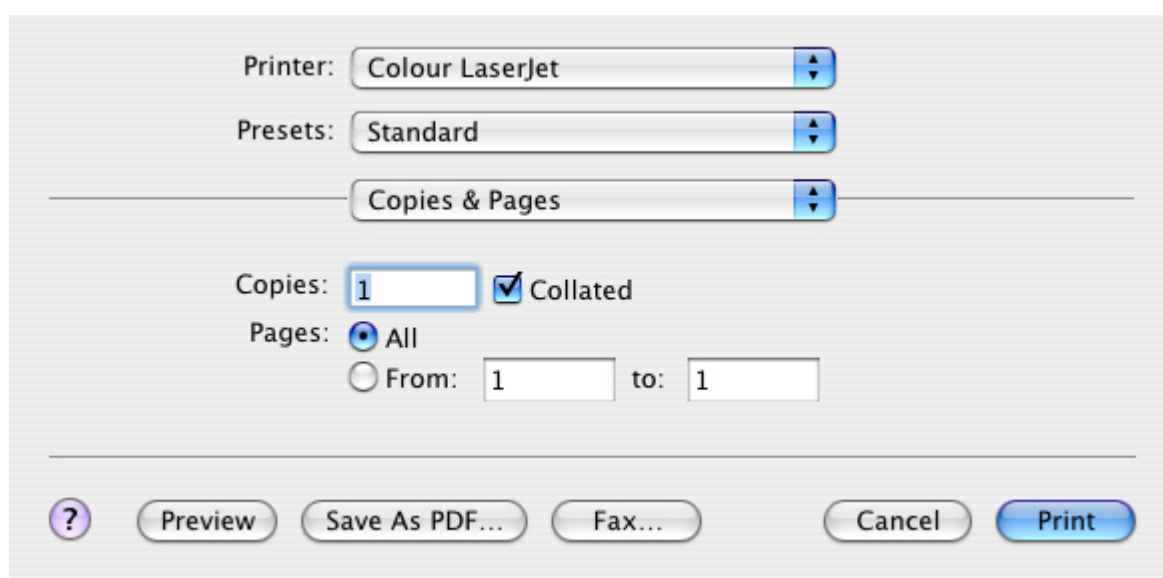 Printer: Colour LaserJet
Presets: Standard
Copies & Pages
Copies: 1 Collated
Pages: All
From: 1 to: 1
? Preview Save As PDF... Fax... Cancel Print